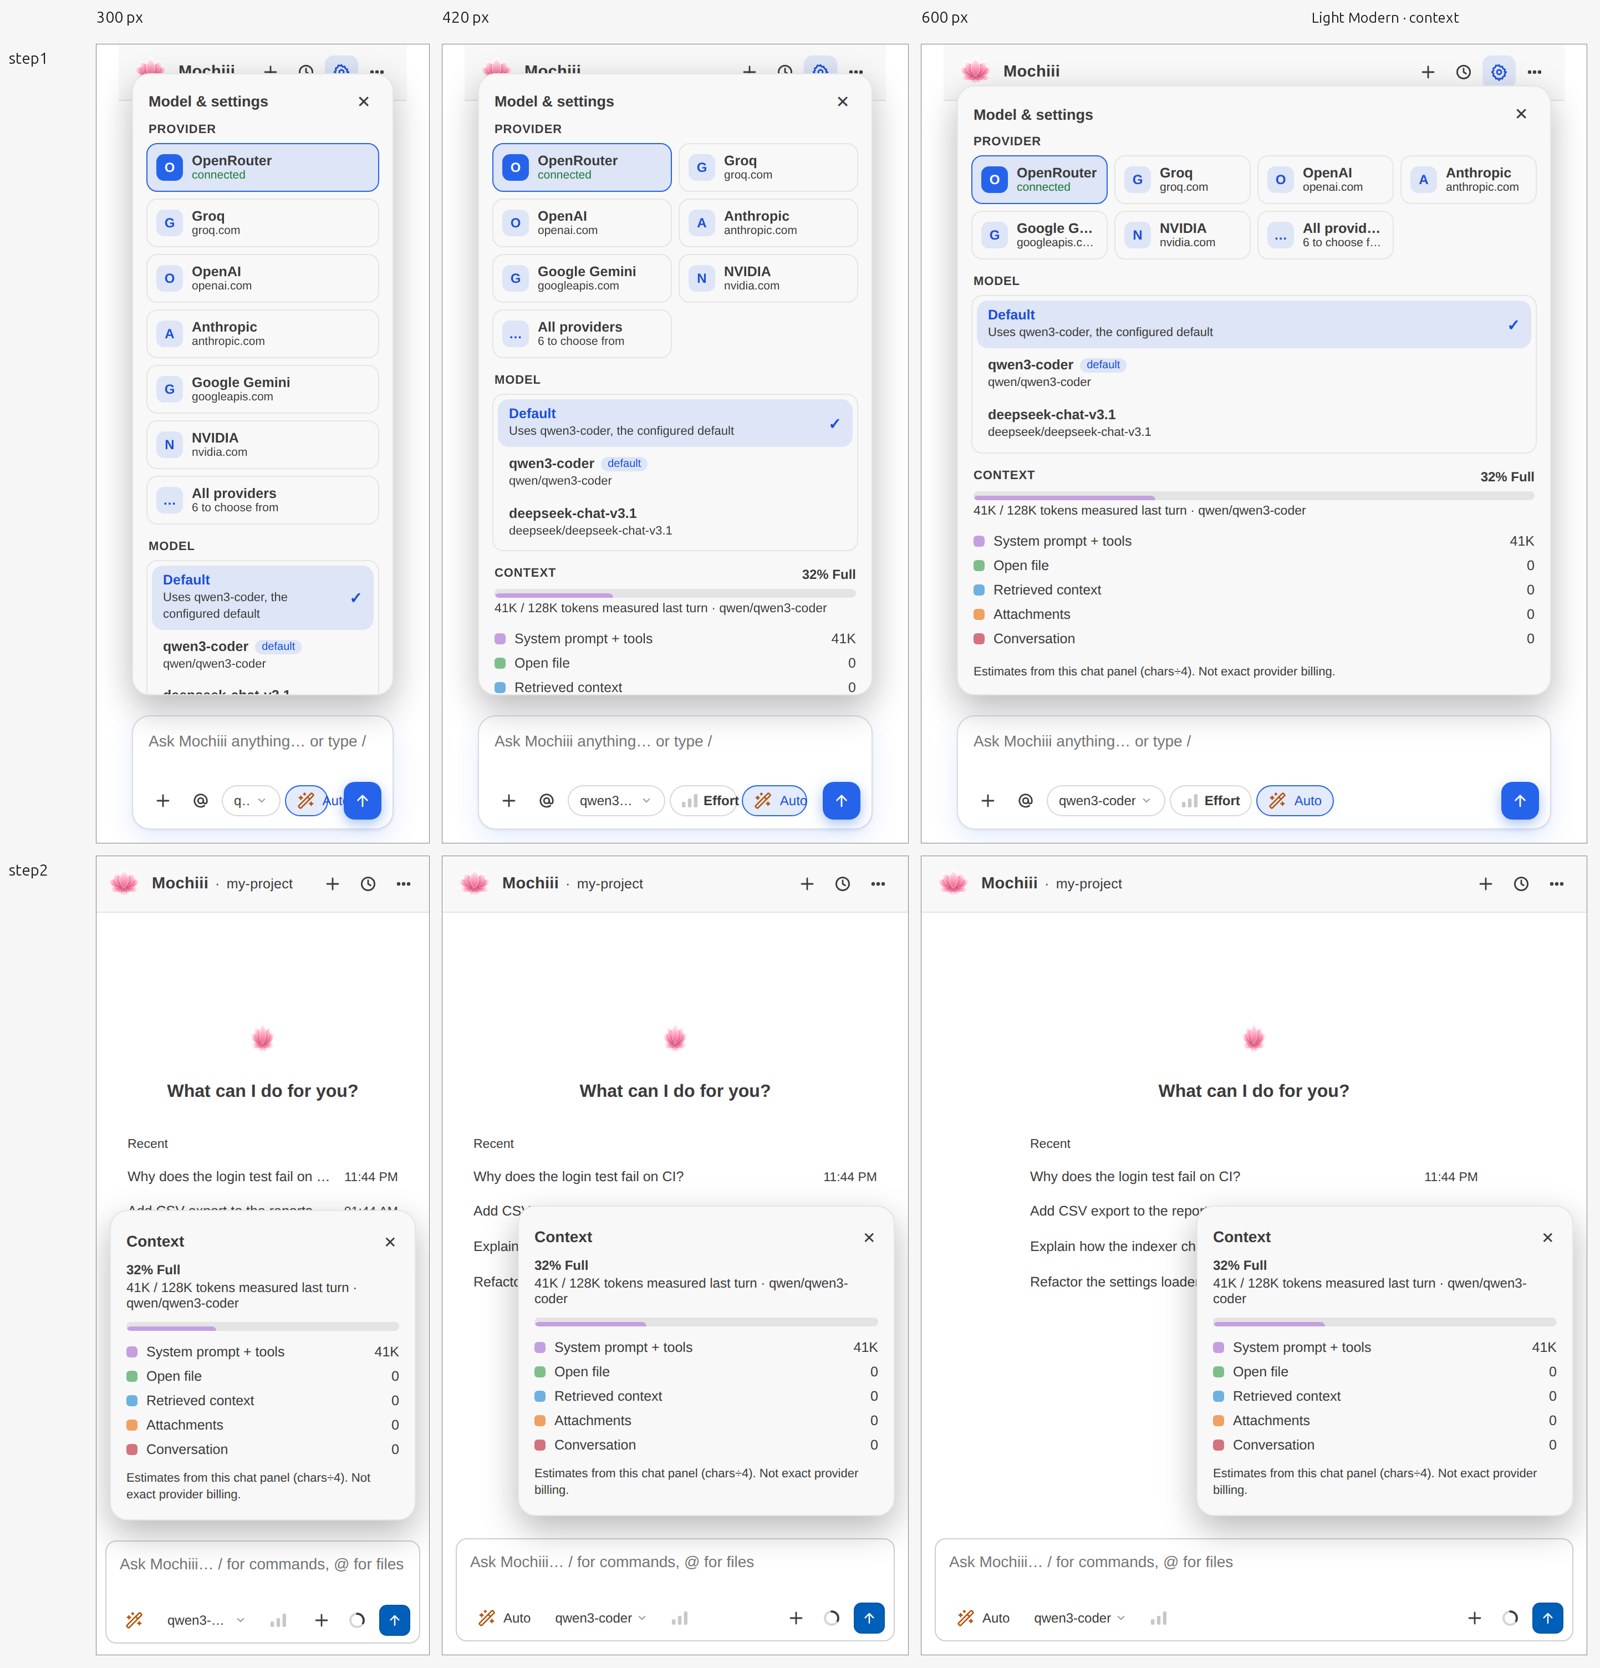 300 px
420 px
600 px
Light Modern · context
step1
Mochiii
Model & settings
PROVIDER
O OpenRouter
connected
G Groq
groq.com
O OpenAI
openai.com
A Anthropic
anthropic.com
G Google Gemini
googleapis.com
N NVIDIA
nvidia.com
... All providers
6 to choose from
MODEL
Default
Uses qwen3-coder, the
configured default
✓
qwen3-coder default
qwen/qwen3-coder
deepseek-chat-v3.1
Ask Mochiii anything… or type /
@ q.. Auto
Mochiii
Model & settings
PROVIDER
O OpenRouter
connected
G Groq
groq.com
O OpenAI
openai.com
A Anthropic
anthropic.com
G Google Gemini
googleapis.com
N NVIDIA
nvidia.com
... All providers
6 to choose from
MODEL
Default
Uses qwen3-coder, the configured default
✓
qwen3-coder default
qwen/qwen3-coder
deepseek-chat-v3.1
deepseek/deepseek-chat-v3.1
CONTEXT 32% Full
41K / 128K tokens measured last turn · qwen/qwen3-coder
System prompt + tools 41K
Open file 0
Retrieved context 0
Ask Mochiii anything… or type /
@ qwen3… Effort Auto
Mochiii
Model & settings
PROVIDER
O OpenRouter
connected
G Groq
groq.com
O OpenAI
openai.com
A Anthropic
anthropic.com
G Google G…
googleapis.c…
N NVIDIA
nvidia.com
... All provid…
6 to choose f…
MODEL
Default
Uses qwen3-coder, the configured default
✓
qwen3-coder default
qwen/qwen3-coder
deepseek-chat-v3.1
deepseek/deepseek-chat-v3.1
CONTEXT 32% Full
41K / 128K tokens measured last turn · qwen/qwen3-coder
System prompt + tools 41K
Open file 0
Retrieved context 0
Attachments 0
Conversation 0
Estimates from this chat panel (chars÷4). Not exact provider billing.
Ask Mochiii anything… or type /
@ qwen3-coder Effort Auto
step2
Mochiii · my-project
What can I do for you?
Recent
Why does the login test fail on … 11:44 PM
Add CSV export to the reports 01:44 AM
Context
32% Full
41K / 128K tokens measured last turn ·
qwen/qwen3-coder
System prompt + tools 41K
Open file 0
Retrieved context 0
Attachments 0
Conversation 0
Estimates from this chat panel (chars÷4). Not
exact provider billing.
Ask Mochiii… / for commands, @ for files
qwen3-…
Mochiii · my-project
What can I do for you?
Recent
Why does the login test fail on CI? 11:44 PM
Add CSV
Explain
Refacto
Context
32% Full
41K / 128K tokens measured last turn · qwen/qwen3-
coder
System prompt + tools 41K
Open file 0
Retrieved context 0
Attachments 0
Conversation 0
Estimates from this chat panel (chars÷4). Not exact provider
billing.
Ask Mochiii… / for commands, @ for files
Auto qwen3-coder
Mochiii · my-project
What can I do for you?
Recent
Why does the login test fail on CI? 11:44 PM
Add CSV export to the repor
Explain how the indexer ch
Refactor the settings loade
Context
32% Full
41K / 128K tokens measured last turn · qwen/qwen3-
coder
System prompt + tools 41K
Open file 0
Retrieved context 0
Attachments 0
Conversation 0
Estimates from this chat panel (chars÷4). Not exact provider
billing.
Ask Mochiii… / for commands, @ for files
Auto qwen3-coder